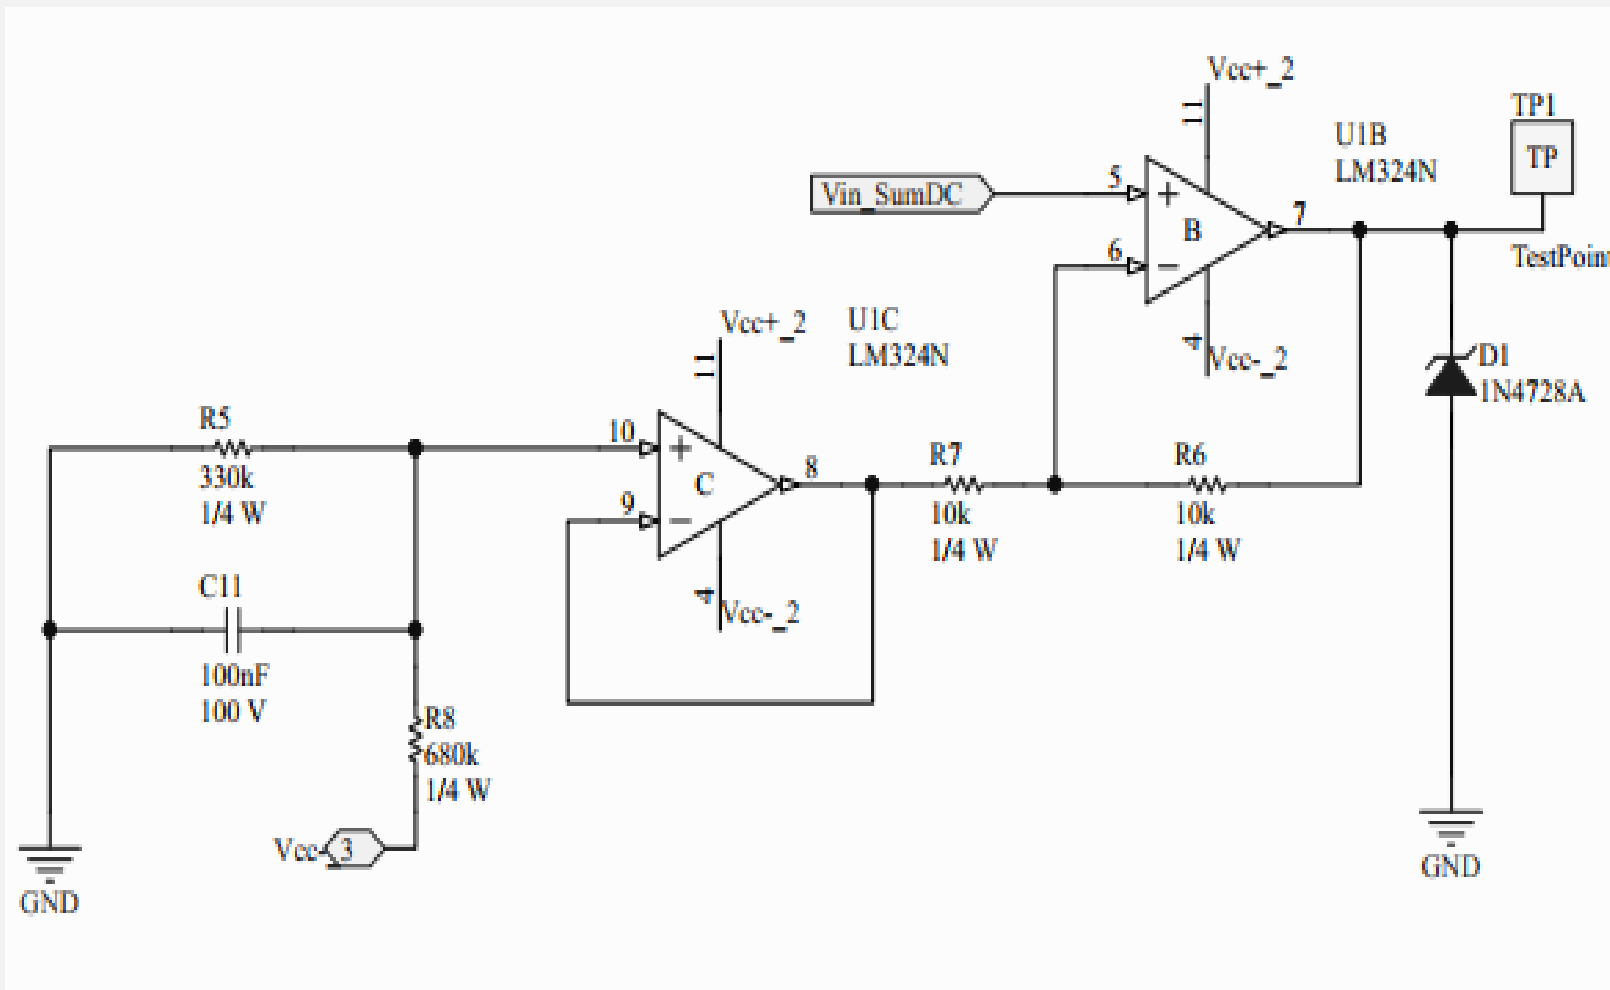 Vcc+_2
11
TP1
TP
U1B
LM324N
Vin_SumDC
5
+
B
7
6
−
TestPoin
4
Vcc-_2
Vcc+_2
11
U1C
LM324N
D1
1N4728A
R5
330k
1/4 W
10
+
C
8
9
−
R7
10k
1/4 W
R6
10k
1/4 W
4
Vcc-_2
C11
100nF
100 V
R8
680k
1/4 W
Vcc-_3
GND
GND